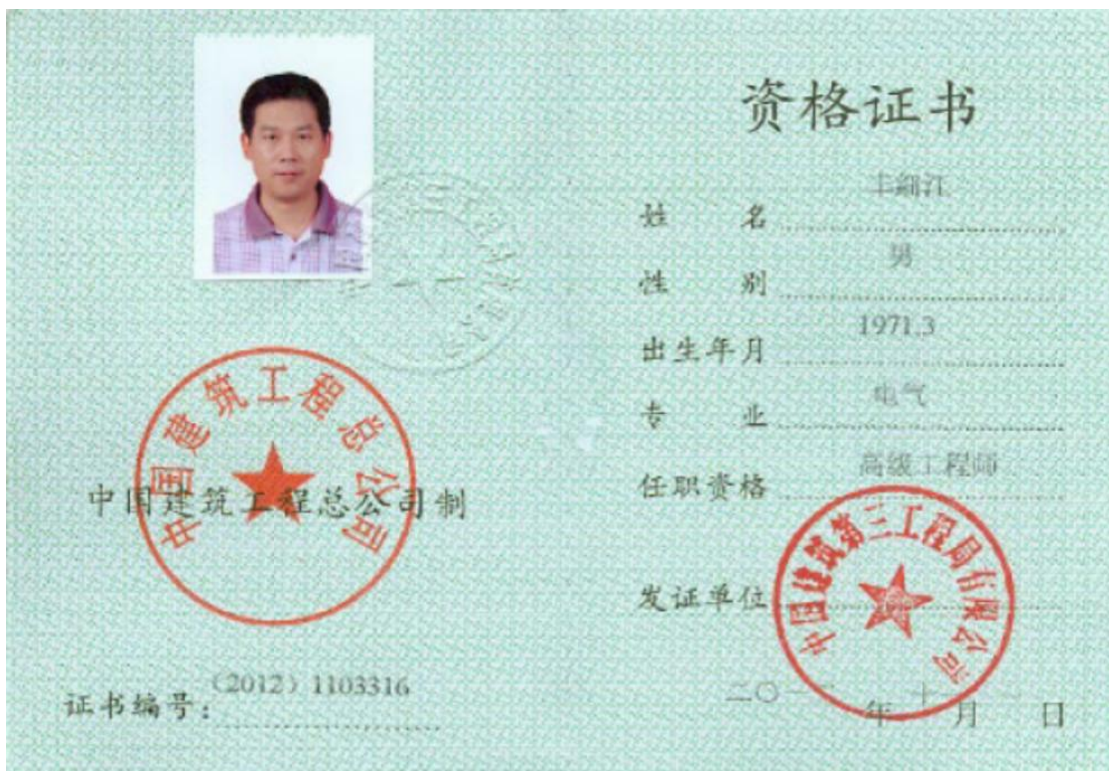 中国建筑工程总公司
中国建筑工程总公司制
证书编号：（2012）1103316
资格证书
姓 名
性 别 男
出生年月 1971.3
专 业 电气
任职资格 高级工程师
发证单位
中国建筑第三工程局有限公司
年 月 日